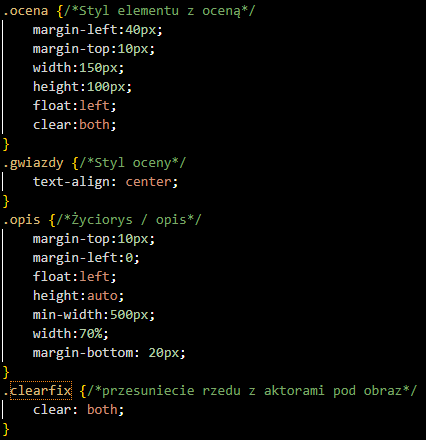 .ocena {/*Styl elementu z oceną*/
margin-left:40px;
margin-top:10px;
width:150px;
height:100px;
float:left;
clear:both;
}
.gwiazdy {/*Styl oceny*/
text-align: center;
}
.opis {/*Życiorys / opis*/
margin-top:10px;
margin-left:0;
float:left;
height:auto;
min-width:500px;
width:70%;
margin-bottom: 20px;
}
.clearfix {/*przesuniecie rzedu z aktorami pod obraz*/
clear: both;
}